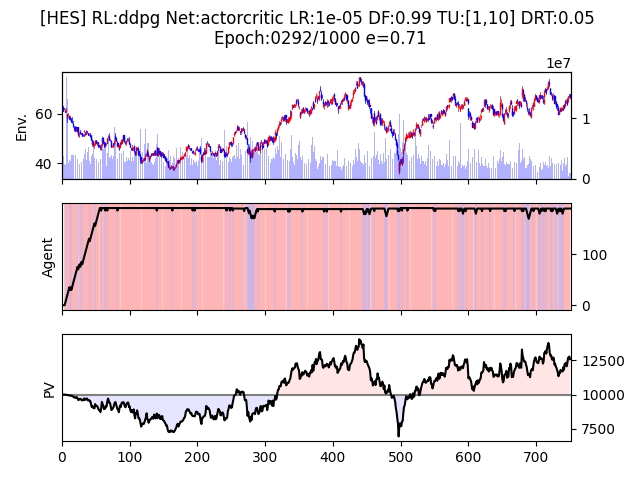 [HES] RL:ddpg Net:actorcritic LR:1e-05 DF:0.99 TU:[1,10] DRT:0.05
Epoch:0292/1000 e=0.71
1e7
Env.
60
40
1
0
Agent
100
0
PV
12500
10000
7500
0 100 200 300 400 500 600 700